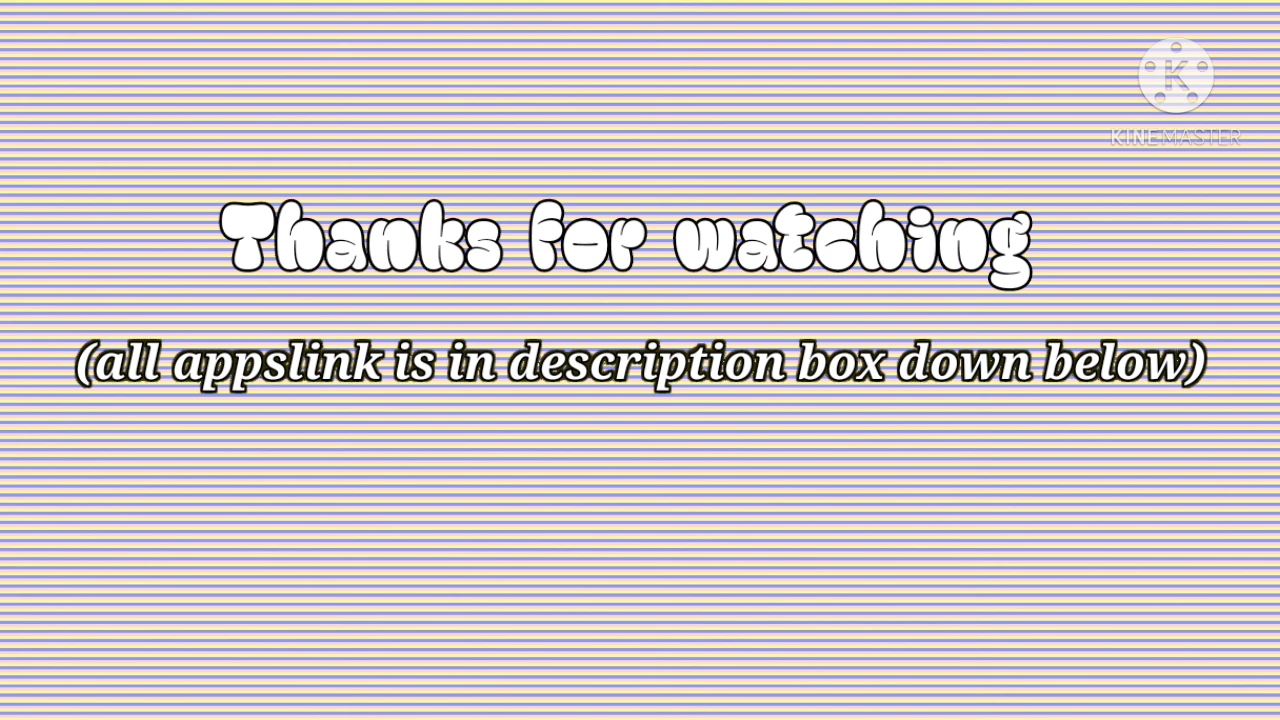 K
KINEMASTER
Thanks for watching
(all appslink is in description box down below)